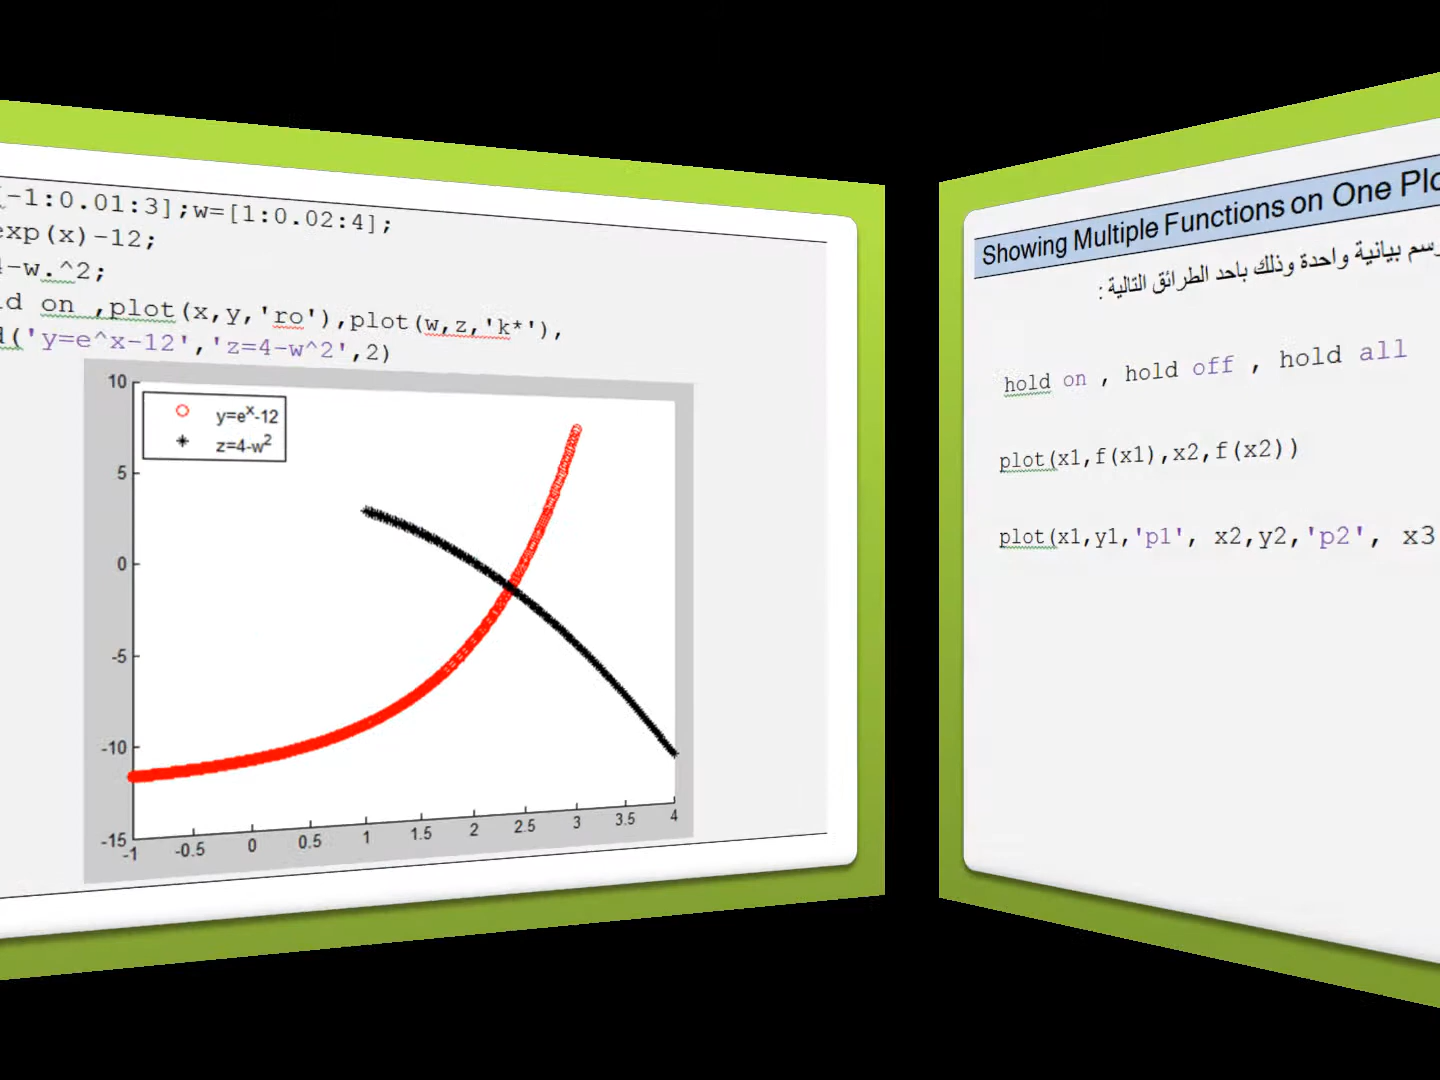 [-1:0.01:3];w=[1:0.02:4];
exp(x)-12;
4-w.^2;
ld on ,plot(x,y,'ro'),plot(w,z,'k*'),
d('y=e^x-12','z=4-w^2',2)
10
y=e^x-12
z=4-w^2
5
0
-5
-10
-15
-1 -0.5 0 0.5 1 1.5 2 2.5 3 3.5 4
Showing Multiple Functions on One Plo
رسم بيانية واحدة وذلك باحد الطرائق التالية :
hold on , hold off , hold all
plot(x1,f(x1),x2,f(x2))
plot(x1,y1,'p1', x2,y2,'p2', x3